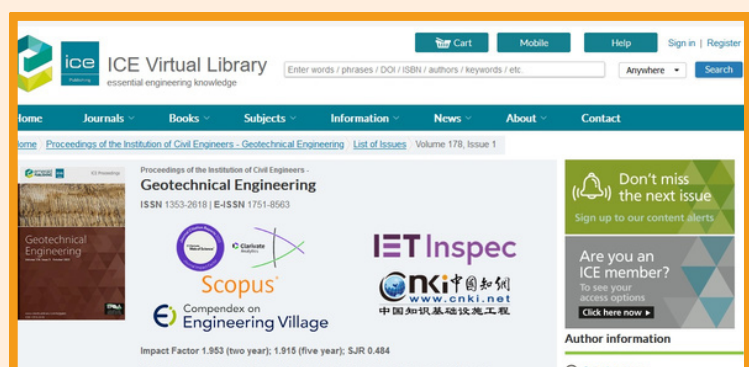 Cart
Mobile
Help
Sign in | Register
ice
Publishing
ICE Virtual Library
essential engineering knowledge
Enter words / phrases / DOI / ISBN / authors / keywords / etc.
Anywhere
Search
Home
Journals
Books
Subjects
Information
News
About
Contact
Home Proceedings of the Institution of Civil Engineers - Geotechnical Engineering List of Issues Volume 178, Issue 1
ice
ICE Proceedings
Geotechnical
Engineering
Proceedings of the Institution of Civil Engineers -
Geotechnical Engineering
ISSN 1353-2618 | E-ISSN 1751-8563
Clarivate
Analytics
IET Inspec
Scopus
CNKI中国知网
www.cnki.net
中国知识基础设施工程
Compendex on
Engineering Village
Impact Factor 1.953 (two year); 1.915 (five year); SJR 0.484
Don't miss
the next issue
Sign up to our content alerts
Are you an
ICE member?
To see your
access options
Click here now
Author information